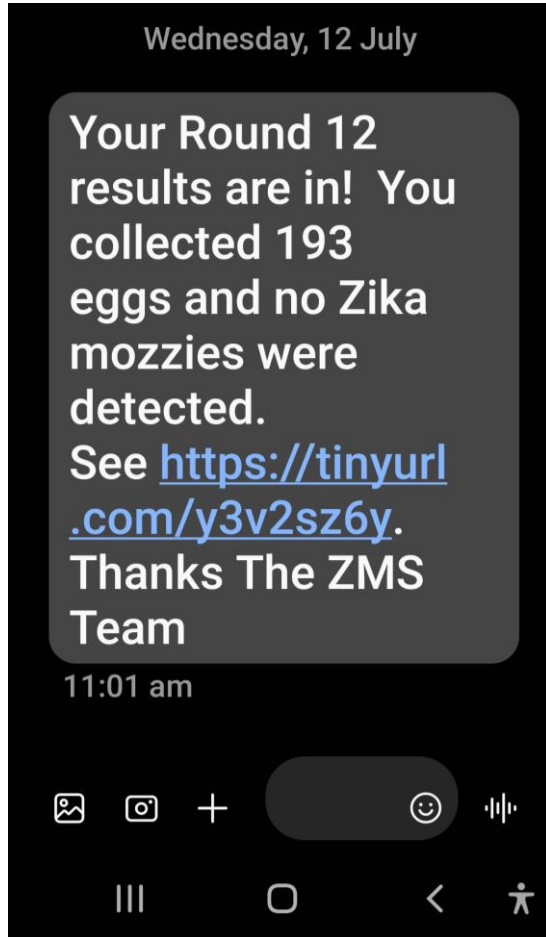 Wednesday, 12 July
Your Round 12
results are in!  You
collected 193
eggs and no Zika
mozzies were
detected.
See https://tinyurl
.com/y3v2sz6y.
Thanks The ZMS
Team
11:01 am